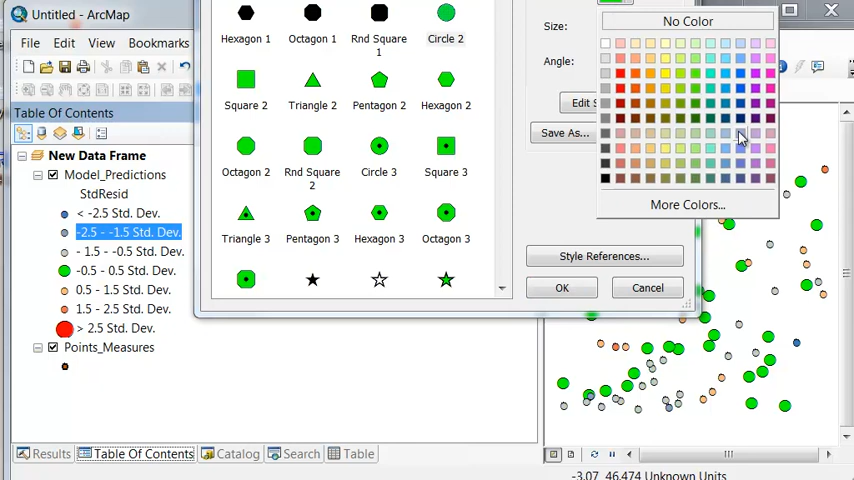 Untitled - ArcMap
File Edit View Bookmarks
Table Of Contents
New Data Frame
Model_Predictions
StdResid
< -2.5 Std. Dev.
-2.5 - -1.5 Std. Dev.
- 1.5 - -0.5 Std. Dev.
-0.5 - 0.5 Std. Dev.
0.5 - 1.5 Std. Dev.
1.5 - 2.5 Std. Dev.
> 2.5 Std. Dev.
Points_Measures
Results Table Of Contents Catalog Search Table
Hexagon 1 Octagon 1 Rnd Square 1 Circle 2
Square 2 Triangle 2 Pentagon 2 Hexagon 2
Octagon 2 Rnd Square 2 Circle 3 Square 3
Triangle 3 Pentagon 3 Hexagon 3 Octagon 3
Size:
Angle:
Edit S
Save As...
No Color
More Colors...
Style References...
OK Cancel
-3.07 46.474 Unknown Units